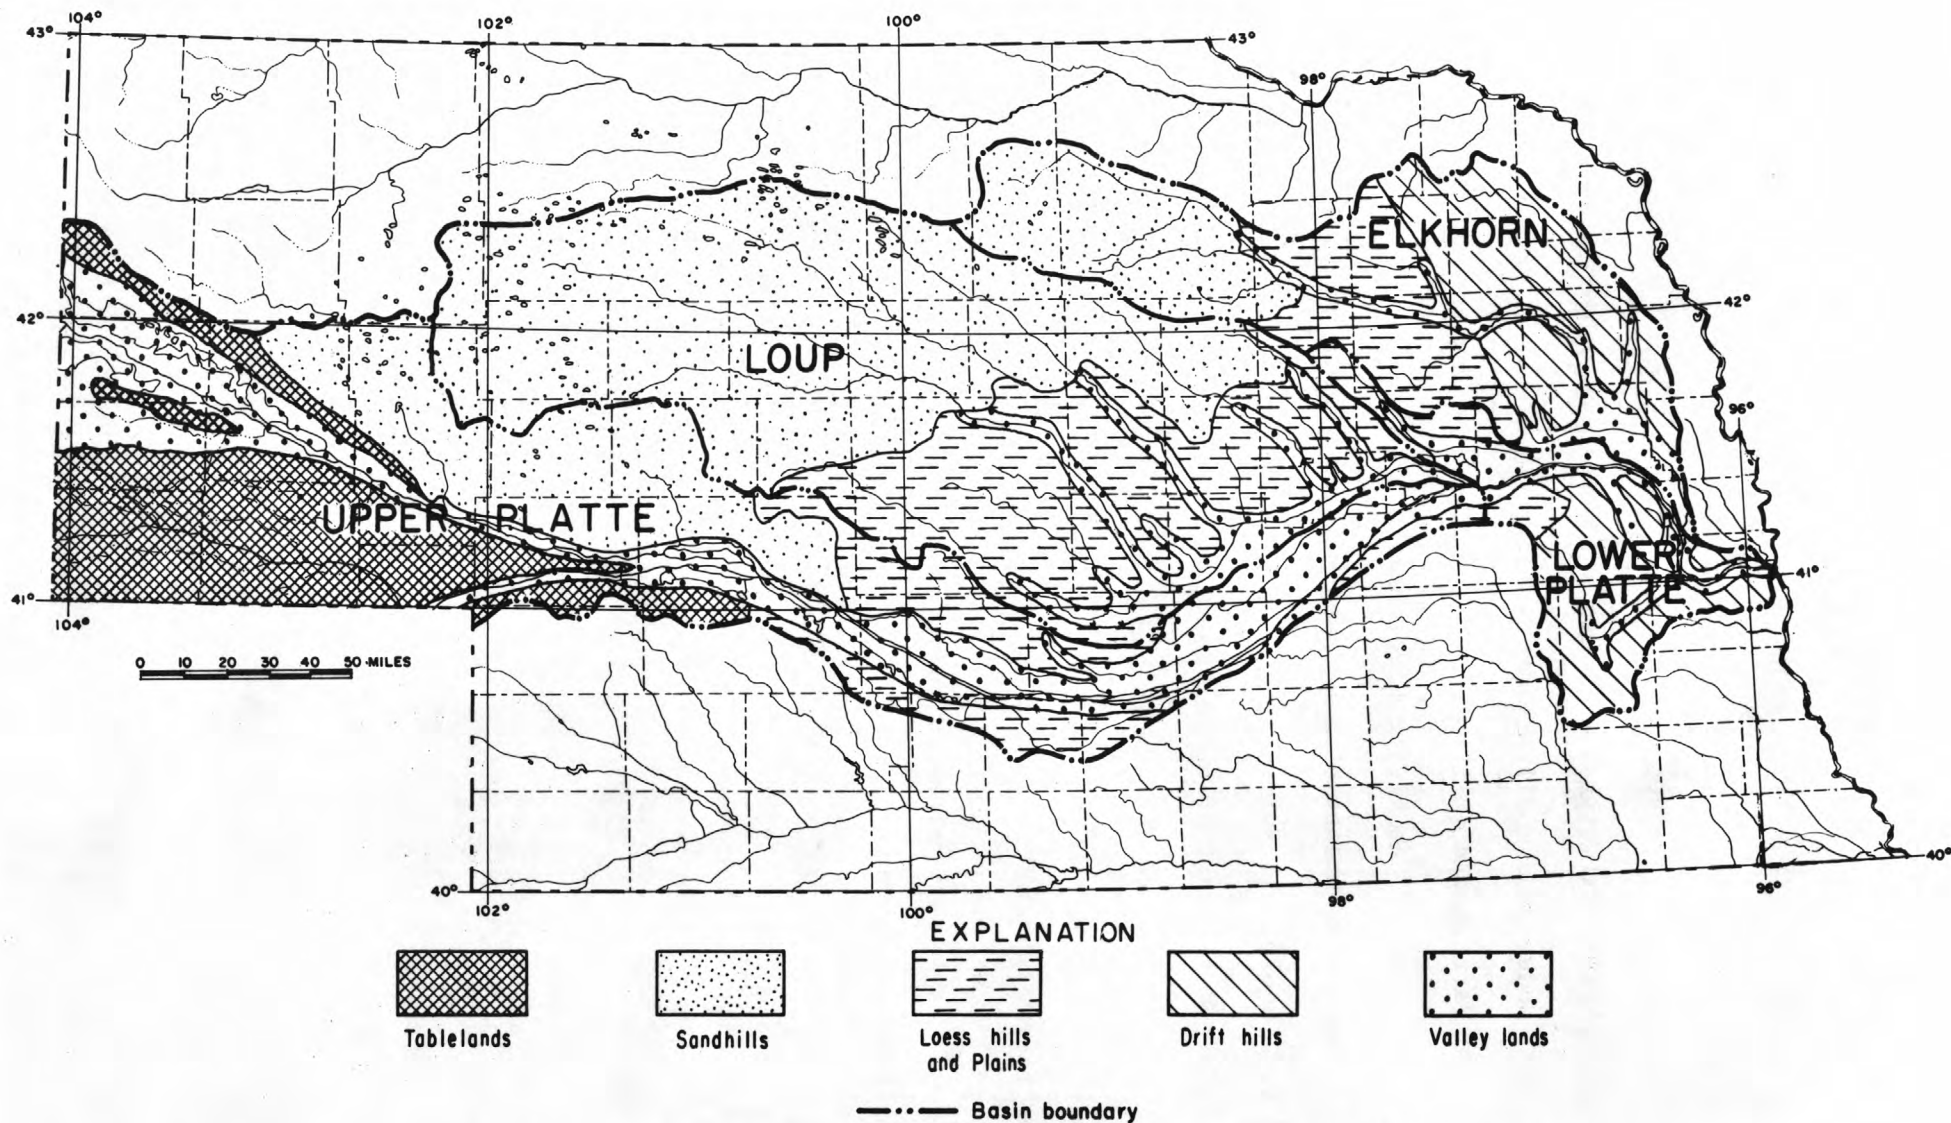 104°
102°
100°
43°
43°
98°
ELKHORN
42°
42°
LOUP
96°
UPPER PLATTE
LOWER
PLATTE
41°
41°
104°
0 10 20 30 40 50 MILES
40°
40°
102°
100°
98°
96°
EXPLANATION
Tablelands
Sandhills
Loess hills
and Plains
Drift hills
Valley lands
Basin boundary